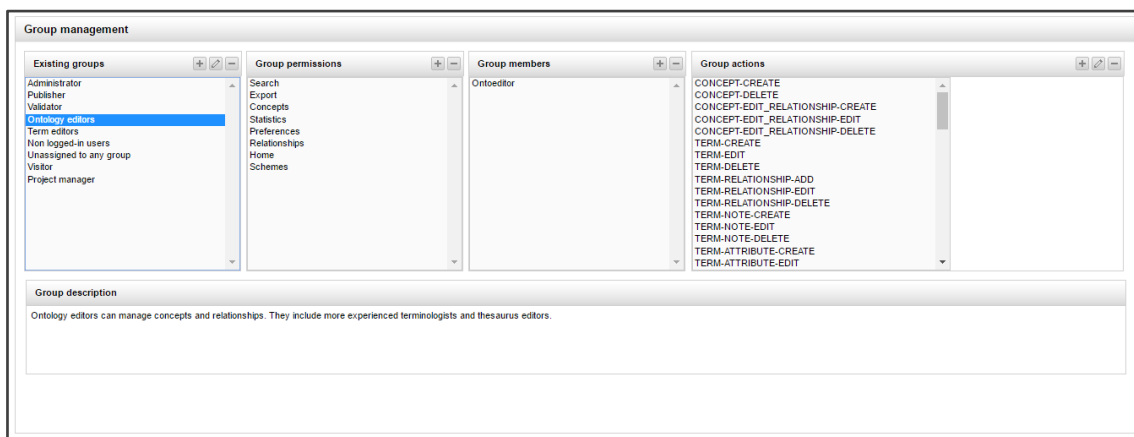 Group management
Existing groups
Administrator
Publisher
Validator
Ontology editors
Term editors
Non logged-in users
Unassigned to any group
Visitor
Project manager
Group permissions
Search
Export
Concepts
Statistics
Preferences
Relationships
Home
Schemes
Group members
Ontoeditor
Group actions
CONCEPT-CREATE
CONCEPT-DELETE
CONCEPT-EDIT_RELATIONSHIP-CREATE
CONCEPT-EDIT_RELATIONSHIP-EDIT
CONCEPT-EDIT_RELATIONSHIP-DELETE
TERM-CREATE
TERM-EDIT
TERM-DELETE
TERM-RELATIONSHIP-ADD
TERM-RELATIONSHIP-EDIT
TERM-RELATIONSHIP-DELETE
TERM-NOTE-CREATE
TERM-NOTE-EDIT
TERM-NOTE-DELETE
TERM-ATTRIBUTE-CREATE
TERM-ATTRIBUTE-EDIT
Group description
Ontology editors can manage concepts and relationships. They include more experienced terminologists and thesaurus editors.